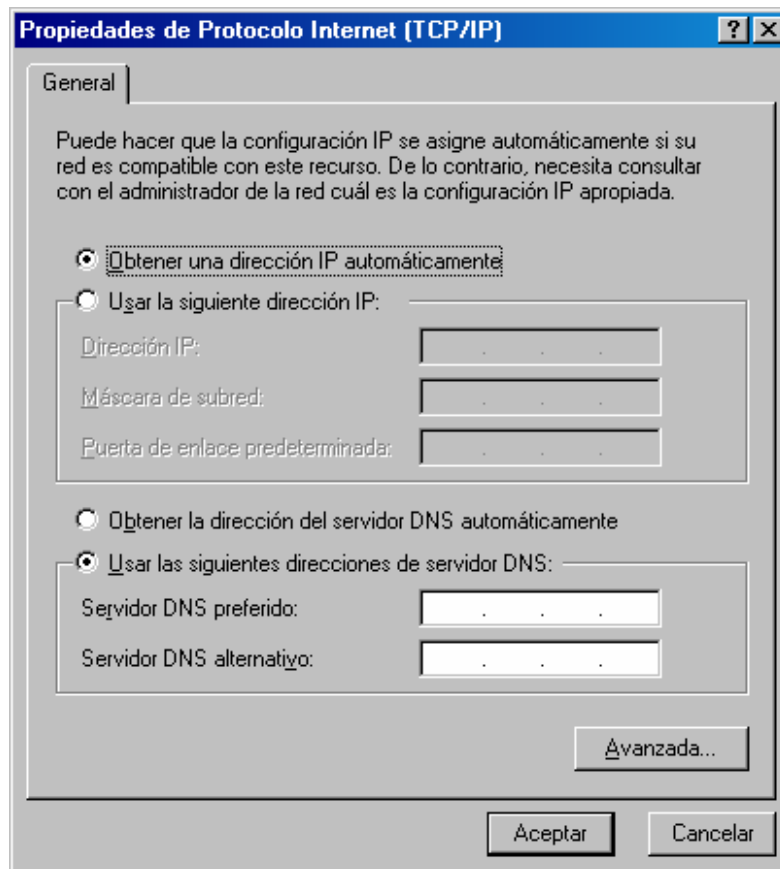 Propiedades de Protocolo Internet (TCP/IP)
General
Puede hacer que la configuración IP se asigne automáticamente si su
red es compatible con este recurso. De lo contrario, necesita consultar
con el administrador de la red cuál es la configuración IP apropiada.
Obtener una dirección IP automáticamente
Usar la siguiente dirección IP:
Dirección IP:
Máscara de subred:
Puerta de enlace predeterminada:
Obtener la dirección del servidor DNS automáticamente
Usar las siguientes direcciones de servidor DNS:
Servidor DNS preferido:
Servidor DNS alternativo:
Avanzada...
Aceptar
Cancelar